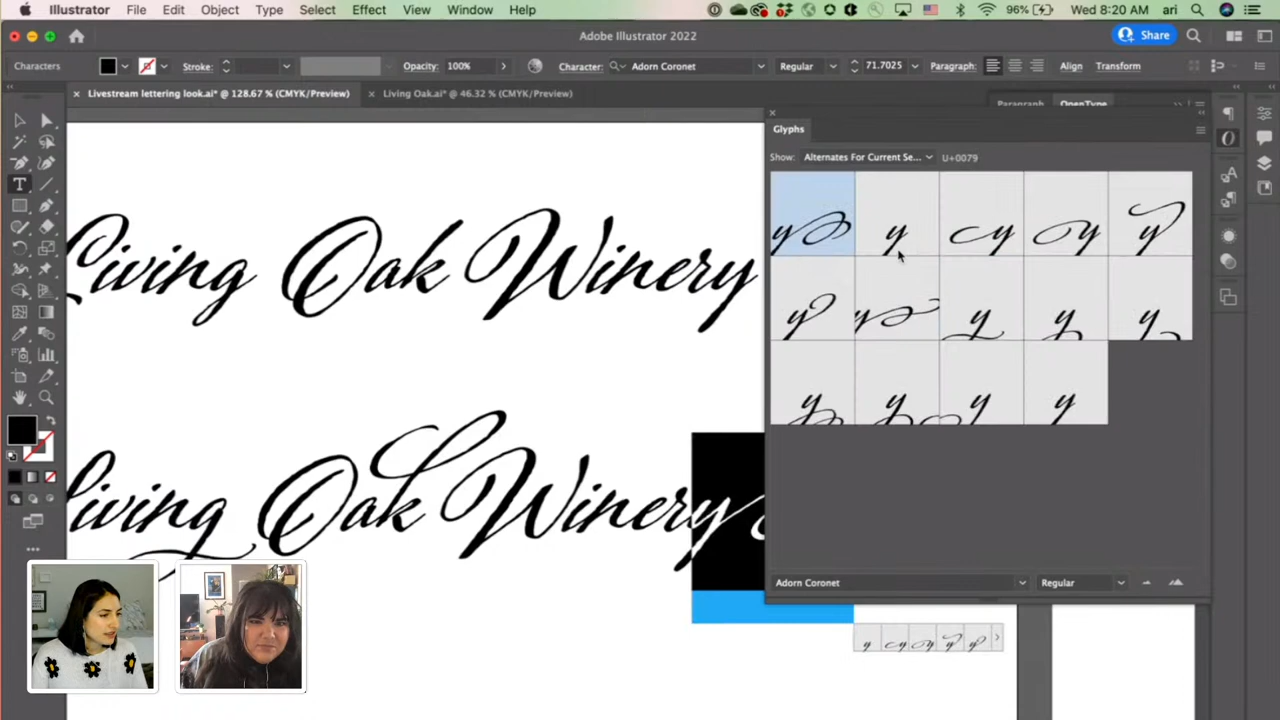 Illustrator File Edit Object Type Select Effect View Window Help 96% Wed 8:20 AM ari
Adobe Illustrator 2022 Share
Characters Stroke: Opacity: 100% Character: Adorn Coronet Regular 71.7025 Paragraph: Align Transform
× Livestream lettering look.ai* @ 128.67 % (CMYK/Preview) × Living Oak.ai* @ 46.32 % (CMYK/Preview)
Paragraph OpenType
Glyphs
Show: Alternates For Current Se... U+0079
y y y y y
y y y y y
y y y y
Living Oak Winery
Living Oak Winery
Adorn Coronet Regular
y y y y y